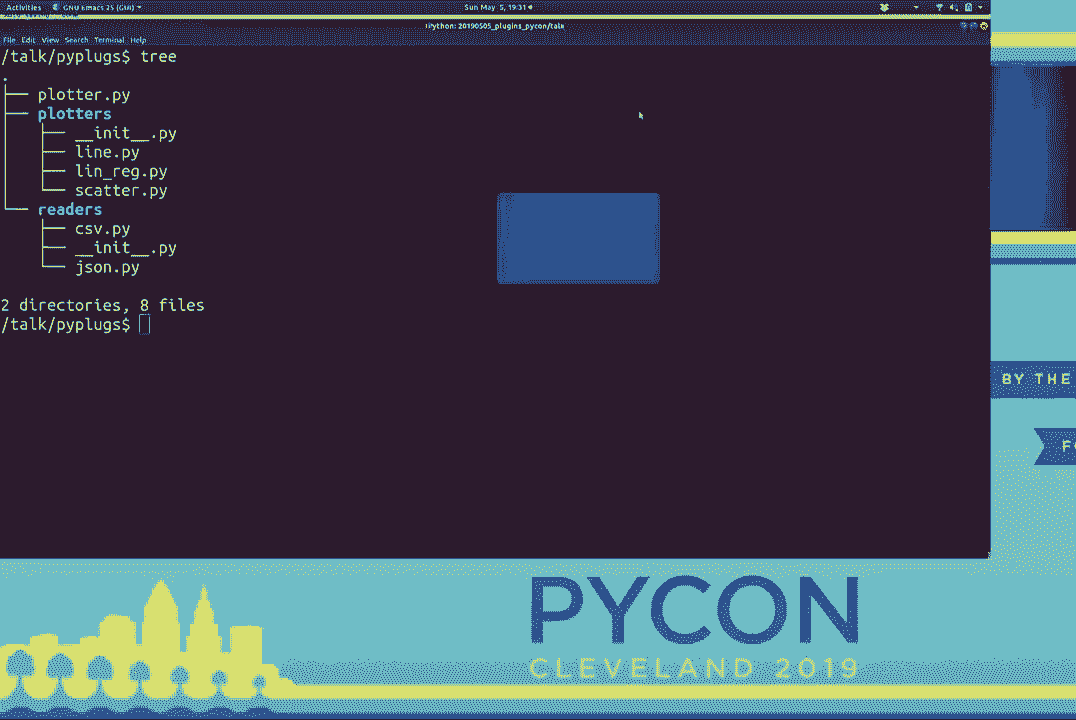 Activities GNU Emacs 25 (GUI) Sun May 5, 19:31
IPython: 20190505_plugins_pycon/talk
File Edit View Search Terminal Help
/talk/pyplugs$ tree
.
├── plotter.py
├── plotters
│   ├── __init__.py
│   ├── line.py
│   ├── lin_reg.py
│   └── scatter.py
└── readers
    ├── csv.py
    ├── __init__.py
    └── json.py
2 directories, 8 files
/talk/pyplugs$
BY THE
PYCON
CLEVELAND 2019